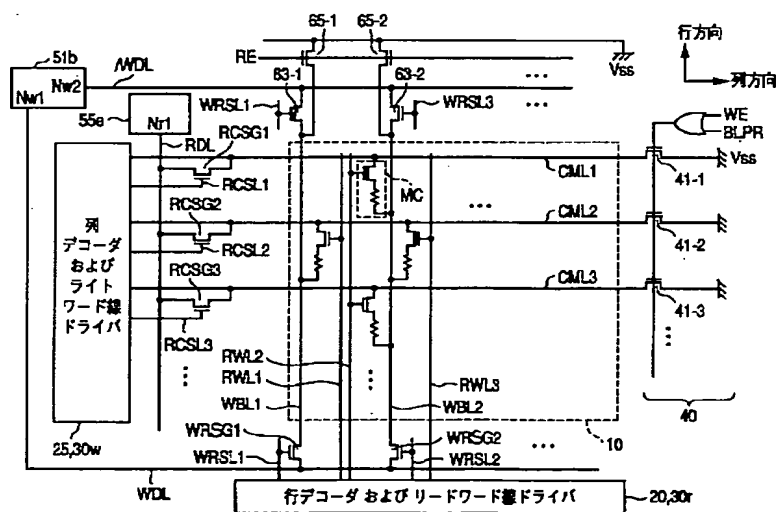 65-1 65-2
RE
Vss
行方向
列方向
51b
Nw2
Nw1
/WDL
63-1
63-2
WRSL1
WRSL3
55a
Nr1
RDL
RCSG1
RCSL1
MC
CML1
WE
BLPR
Vss
41-1
RCSG2
RCSL2
CML2
41-2
RCSG3
RCSL3
CML3
41-3
列
デコーダ
および
ライト
ワード線
ドライバ
RWL2
RWL1
WBL1
RWL3
WBL2
10
40
25,30w
WRSG1
WRSL1
WRSG2
WRSL2
WDL
行デコーダ および リードワード線ドライバ
20,30r